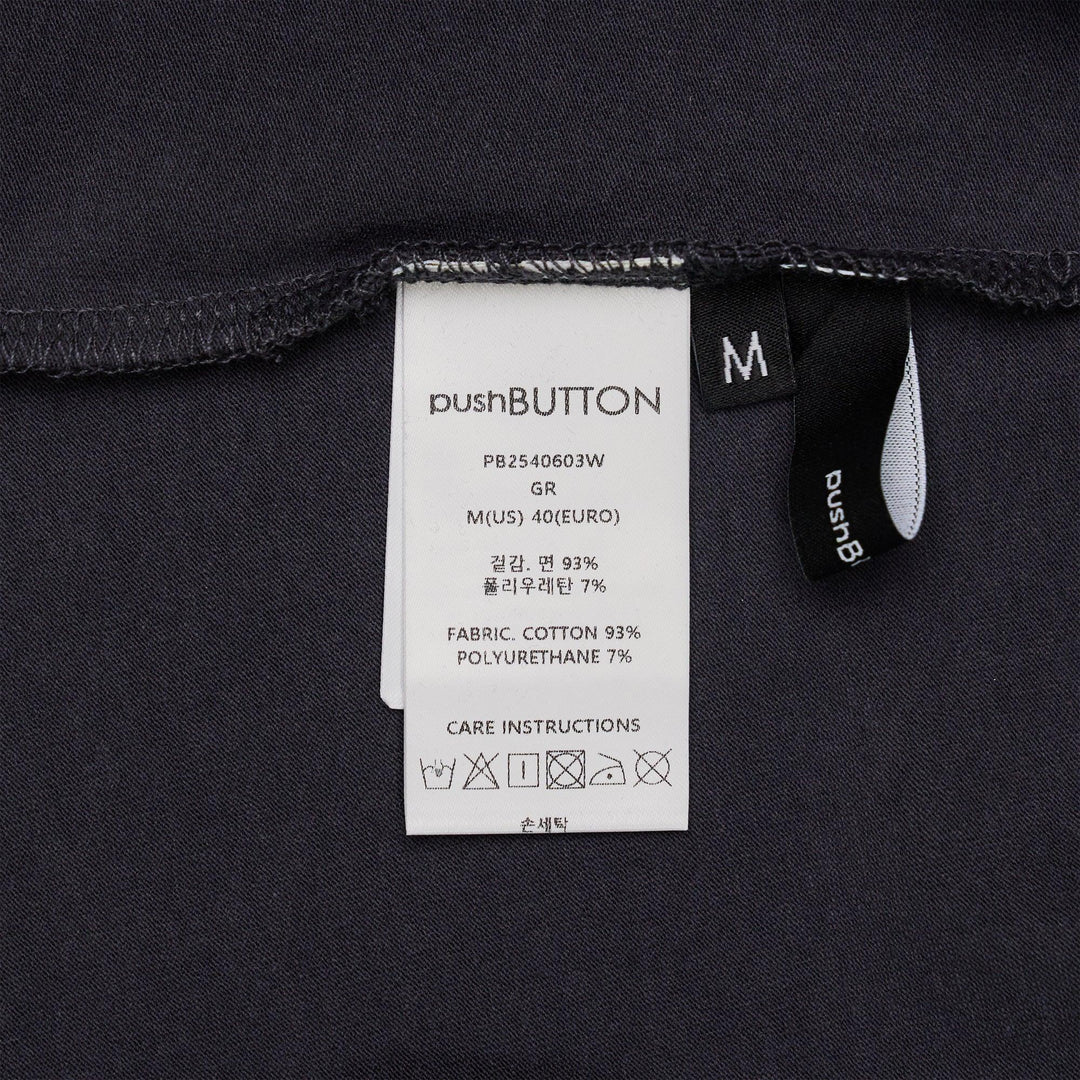 pushBUTTON
PB2540603W
GR
M(US) 40(EURO)
겉감. 면 93%
폴리우레탄 7%
FABRIC. COTTON 93%
POLYURETHANE 7%
CARE INSTRUCTIONS
손세탁
M
pushB